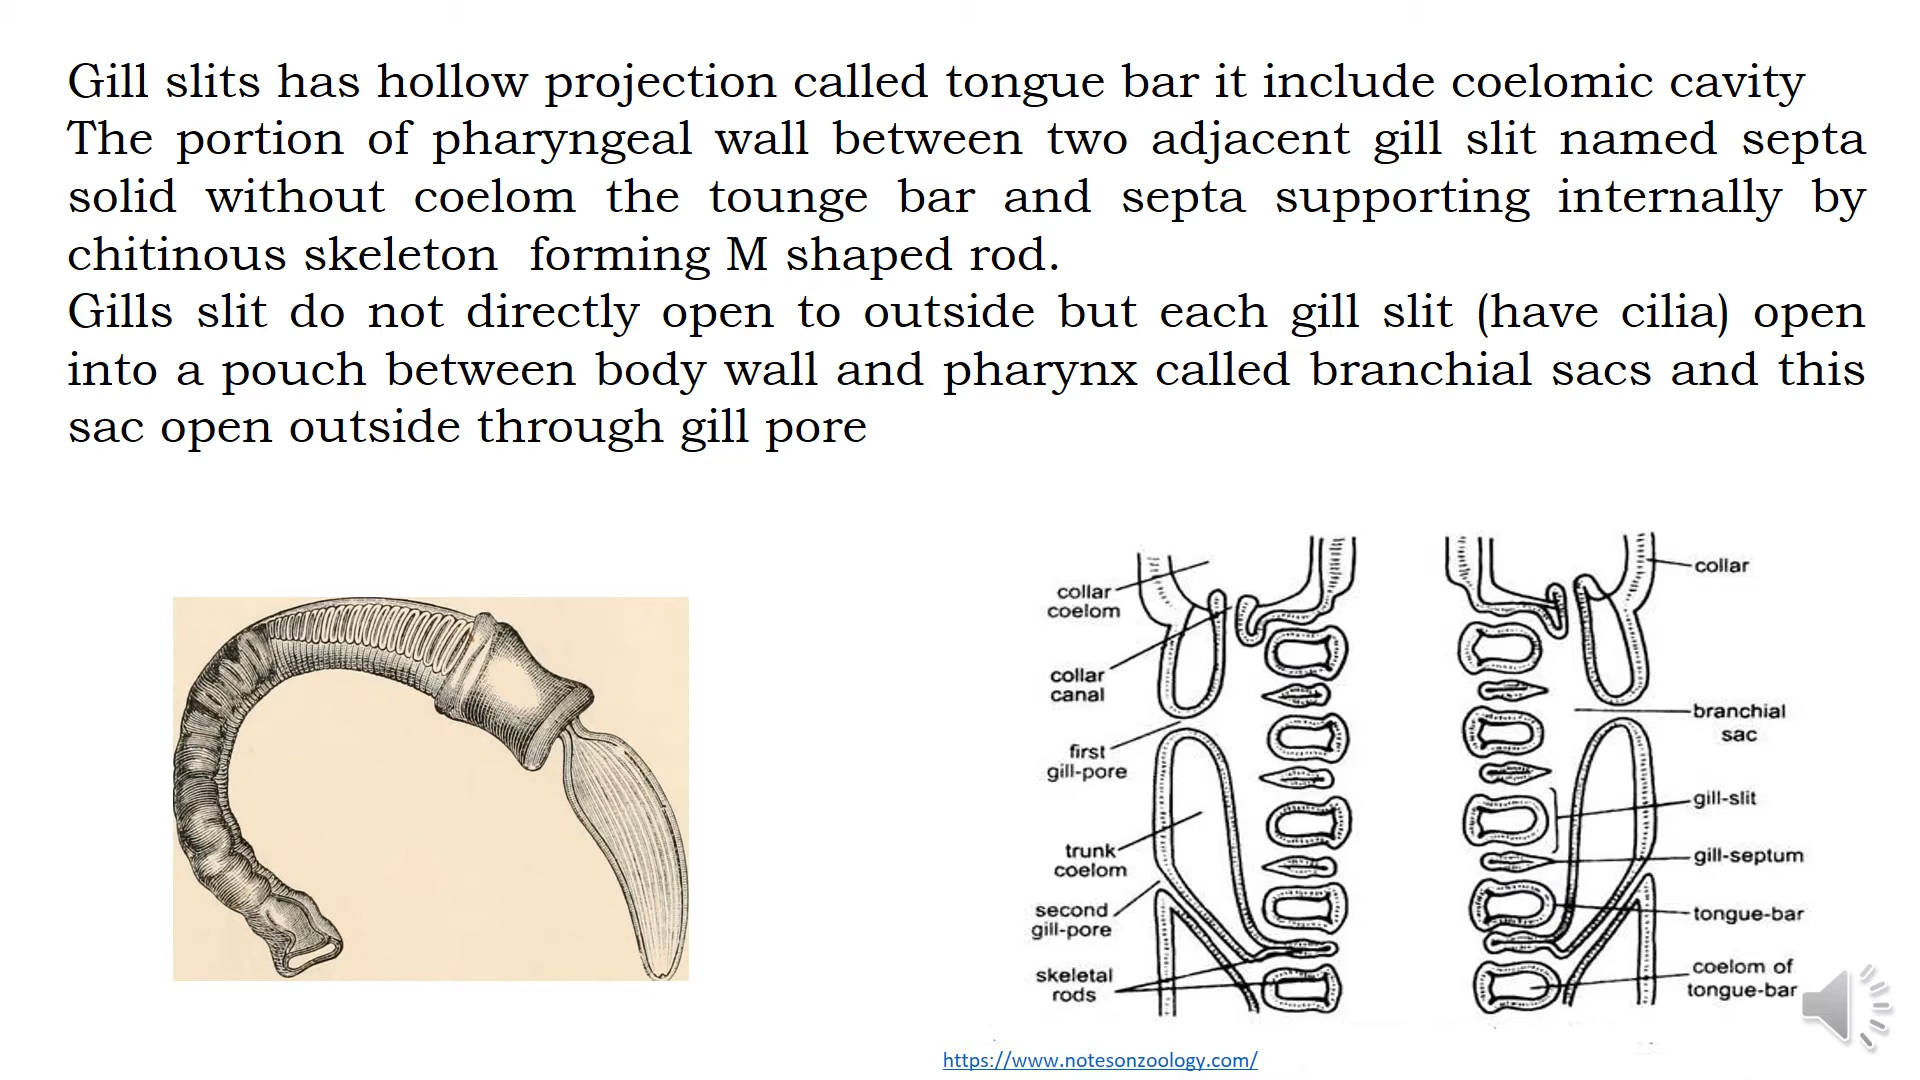 Gill slits has hollow projection called tongue bar it include coelomic cavity
The portion of pharyngeal wall between two adjacent gill slit named septa
solid without coelom the tounge bar and septa supporting internally by
chitinous skeleton  forming M shaped rod.
Gills slit do not directly open to outside but each gill slit (have cilia) open
into a pouch between body wall and pharynx called branchial sacs and this
sac open outside through gill pore
collar
coelom
collar
canal
first
gill-pore
trunk
coelom
second
gill-pore
skeletal
rods
collar
branchial
sac
gill-slit
gill-septum
tongue-bar
coelom of
tongue-bar
https://www.notesonzoology.com/